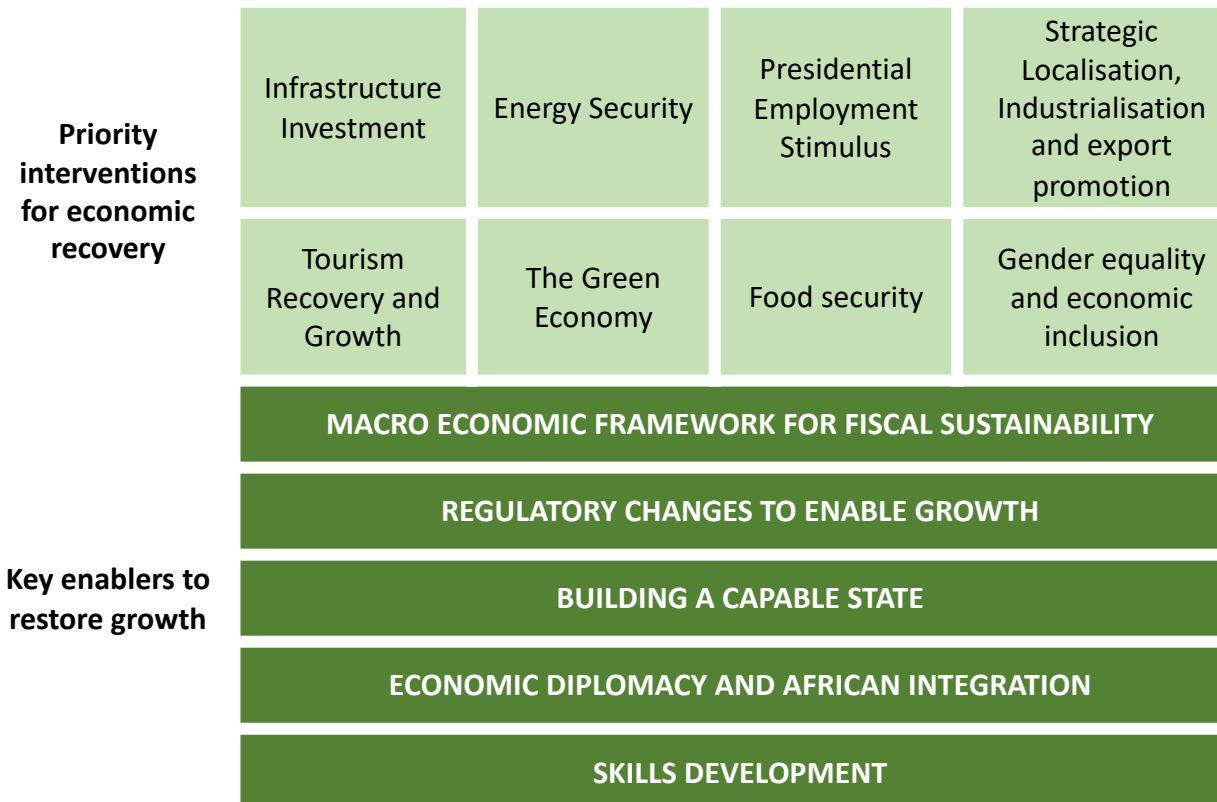 Priority
interventions
for economic
recovery
Infrastructure
Investment
Energy Security
Presidential
Employment
Stimulus
Strategic
Localisation,
Industrialisation
and export
promotion
Tourism
Recovery and
Growth
The Green
Economy
Food security
Gender equality
and economic
inclusion
Key enablers to
restore growth
MACRO ECONOMIC FRAMEWORK FOR FISCAL SUSTAINABILITY
REGULATORY CHANGES TO ENABLE GROWTH
BUILDING A CAPABLE STATE
ECONOMIC DIPLOMACY AND AFRICAN INTEGRATION
SKILLS DEVELOPMENT